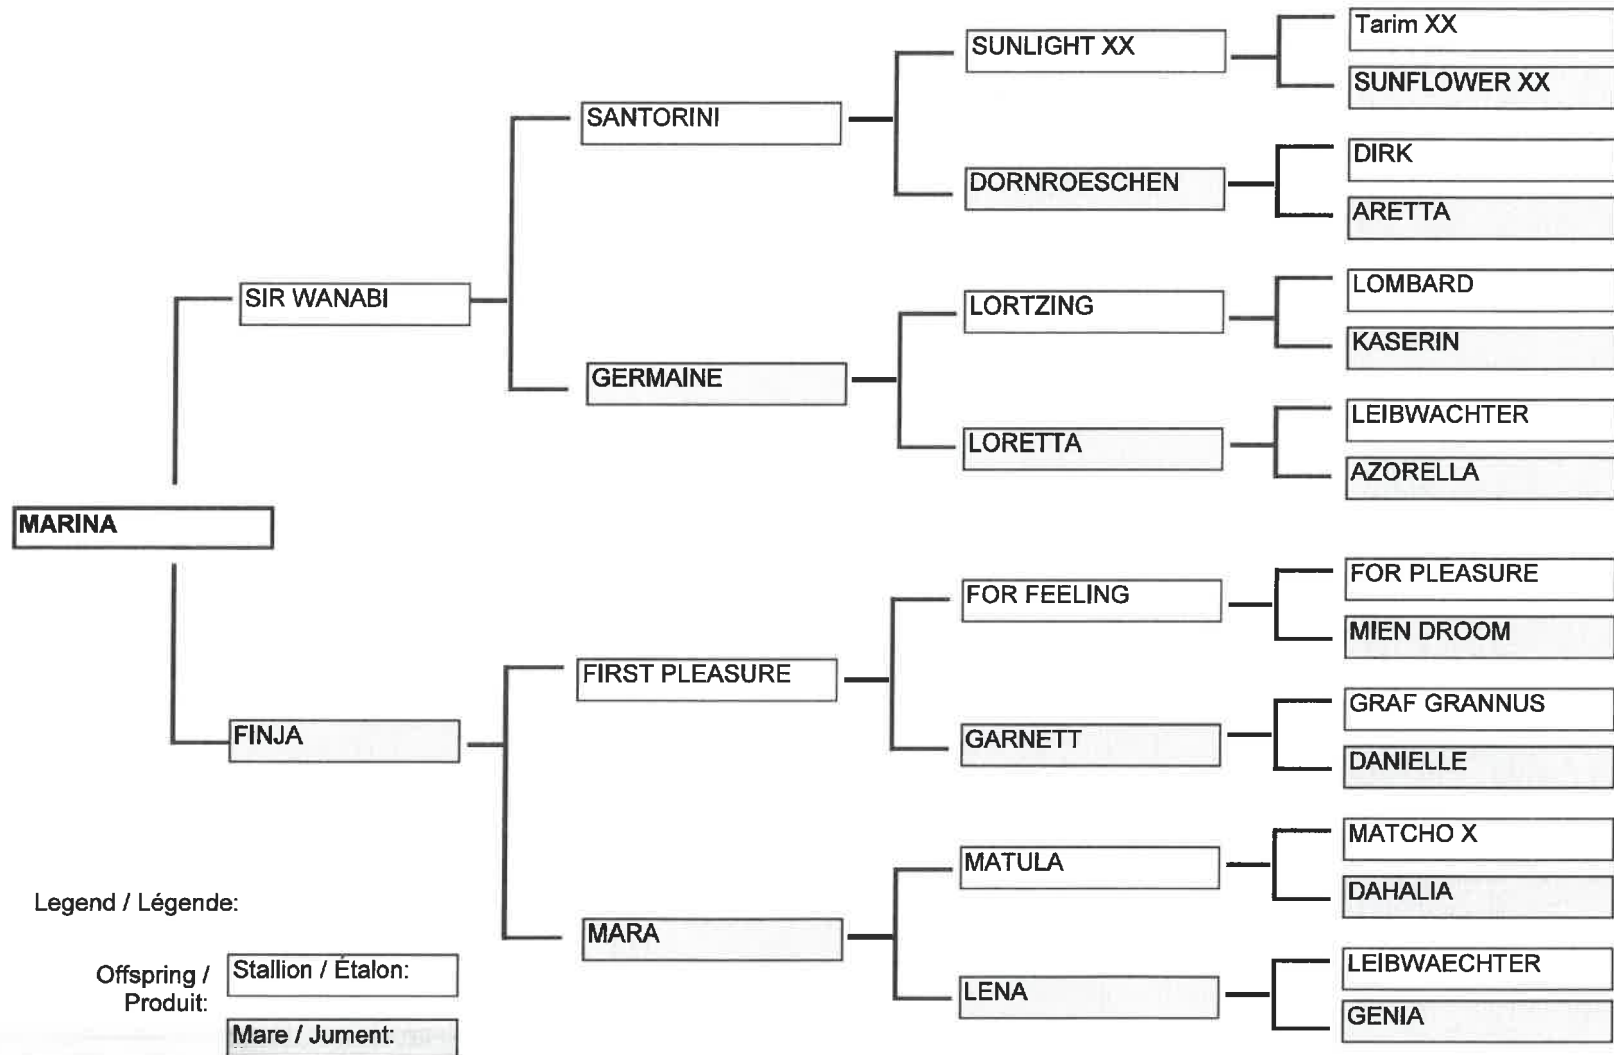 Tarim XX
SUNLIGHT XX
SUNFLOWER XX
SANTORINI
DIRK
DORNROESCHEN
ARETTA
SIR WANABI
LOMBARD
LORTZING
KASERIN
GERMAINE
LEIBWACHTER
LORETTA
AZORELLA
MARINA
FOR PLEASURE
FOR FEELING
MIEN DROOM
FIRST PLEASURE
GRAF GRANNUS
FINJA
GARNETT
DANIELLE
MATCHO X
MATULA
DAHALIA
Legend / Légende:
MARA
LEIBWAECHTER
Offspring /
Produit:
Stallion / Étalon:
LENA
GENIA
Mare / Jument: